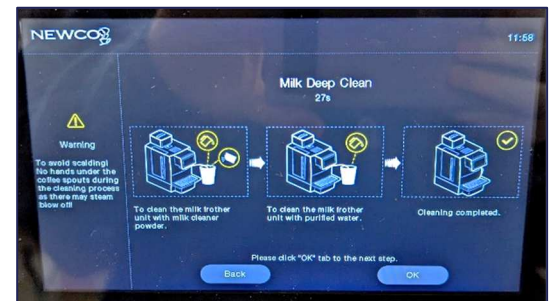 NEWCO
11:58
Milk Deep Clean
27s
Warning
To avoid scalding!
No hands under the
coffee spouts during
the cleaning process
as there may steam
blow off!
To clean the milk frother
unit with milk cleaner
powder.
To clean the milk frother
unit with purified water.
Cleaning completed.
Please click "OK" tab to the next step.
Back
OK